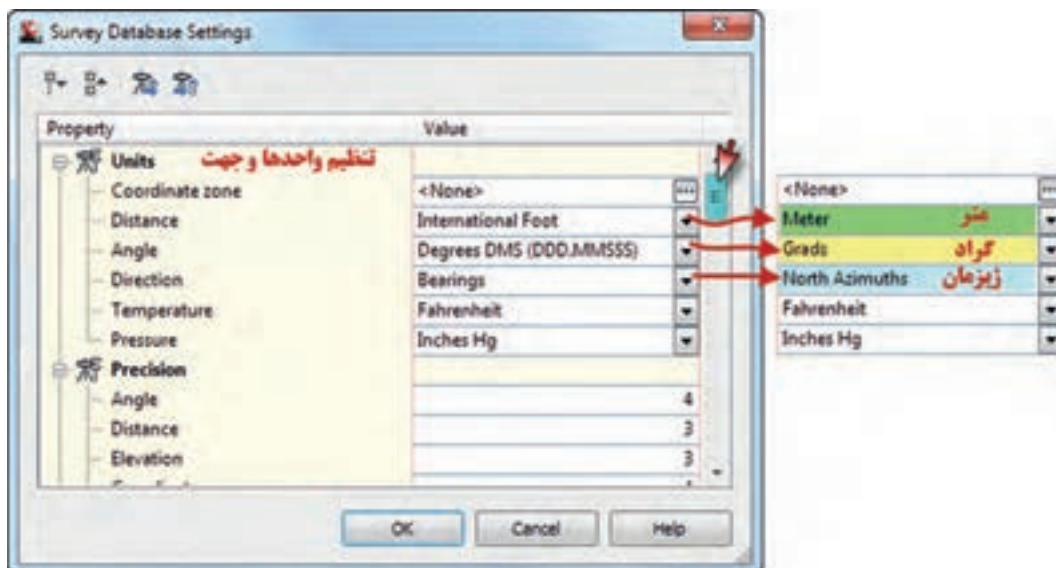 Survey Database Settings
Property Value
Units تنظیم واحدها و جهت
Coordinate zone <None> <None>
Distance International Foot Meter متر
Angle Degrees DMS (DDD.MMSSS) Grads گراد
Direction Bearings North Azimuths ژیزمان
Temperature Fahrenheit Fahrenheit
Pressure Inches Hg Inches Hg
Precision
Angle 4
Distance 3
Elevation 3
OK Cancel Help